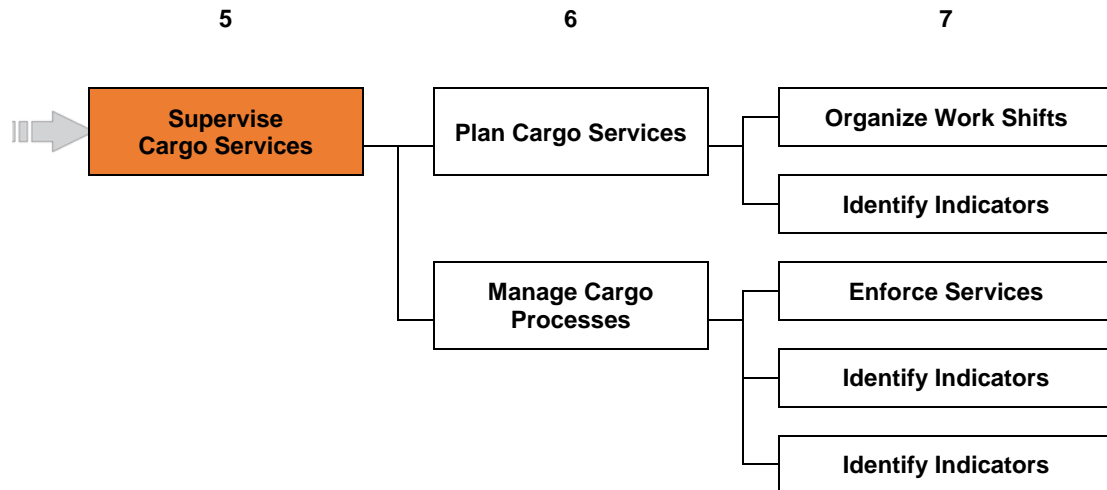 5
6
7
Supervise
Cargo Services
Plan Cargo Services
Organize Work Shifts
Identify Indicators
Manage Cargo
Processes
Enforce Services
Identify Indicators
Identify Indicators